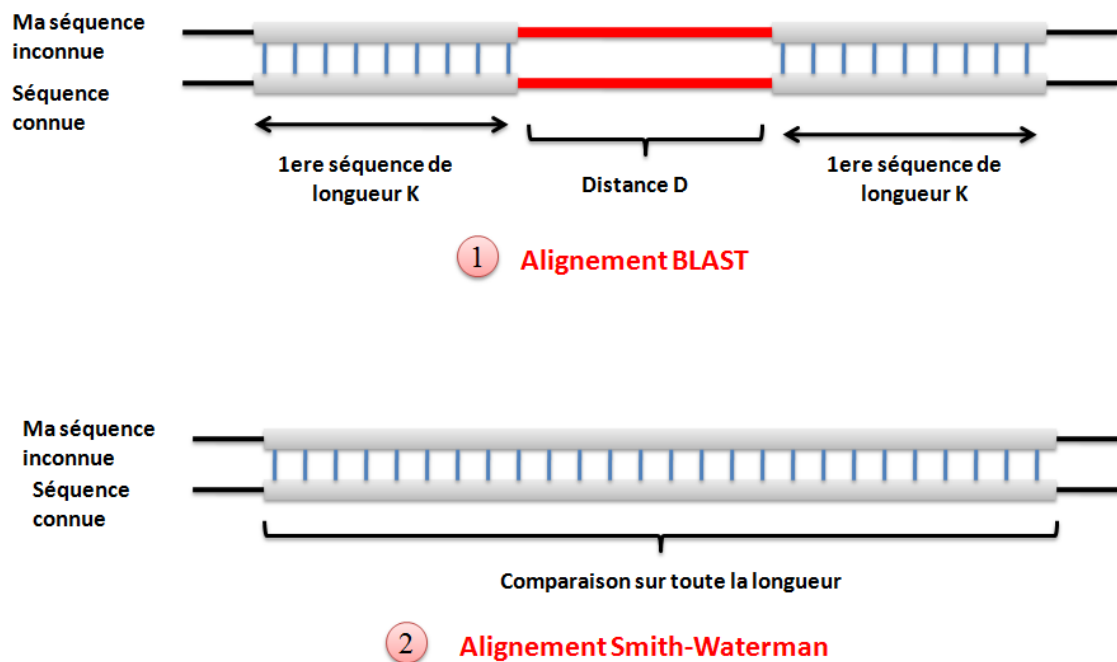 Ma séquence
inconnue
Séquence
connue
1ere séquence de
longueur K
Distance D
1ere séquence de
longueur K
1 Alignement BLAST
Ma séquence
inconnue
Séquence
connue
Comparaison sur toute la longueur
2 Alignement Smith-Waterman